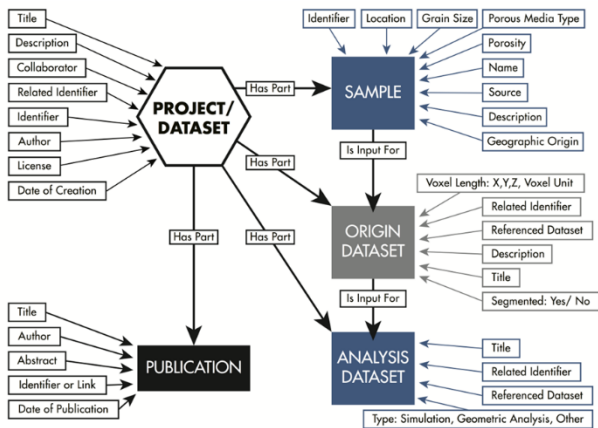 Title
Description
Collaborator
Related Identifier
Identifier
Author
License
Date of Creation
PROJECT/
DATASET
Has Part
Identifier
Location
Grain Size
Porous Media Type
Porosity
Name
Source
Description
Geographic Origin
SAMPLE
Is Input For
Has Part
Voxel Length: X,Y,Z, Voxel Unit
Related Identifier
Referenced Dataset
Description
Title
Segmented: Yes/ No
ORIGIN
DATASET
Has Part
Has Part
Is Input For
Title
Author
Abstract
Identifier or Link
Date of Publication
PUBLICATION
ANALYSIS
DATASET
Title
Related Identifier
Referenced Dataset
Type: Simulation, Geometric Analysis, Other